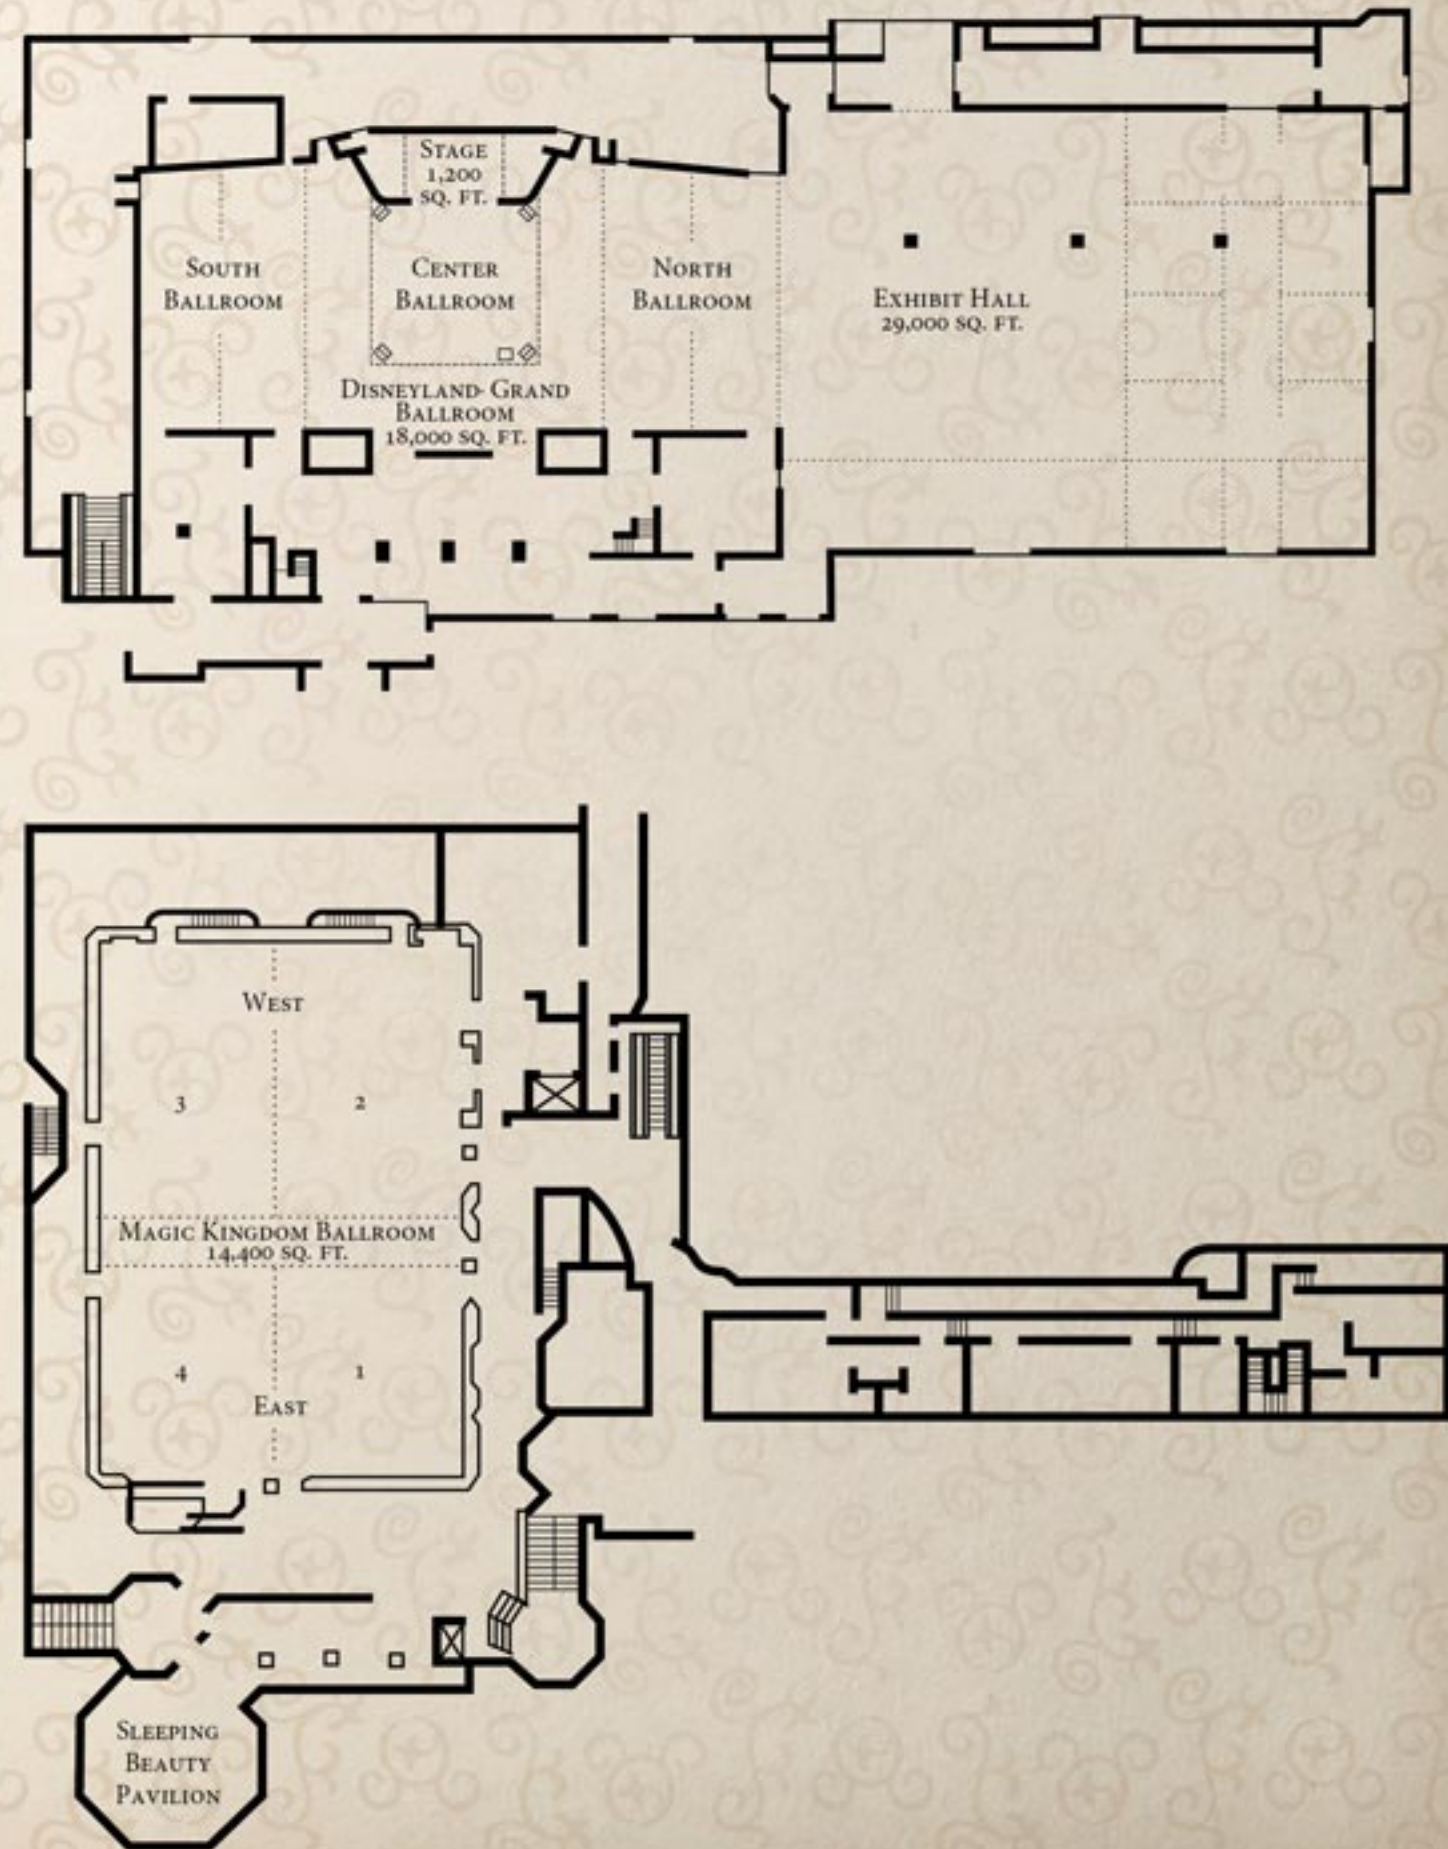 STAGE
1,200
SQ. FT.
SOUTH
BALLROOM
CENTER
BALLROOM
NORTH
BALLROOM
EXHIBIT HALL
29,000 SQ. FT.
DISNEYLAND GRAND
BALLROOM
18,000 SQ. FT.
WEST
3
2
MAGIC KINGDOM BALLROOM
14,400 SQ. FT.
4
1
EAST
SLEEPING
BEAUTY
PAVILION